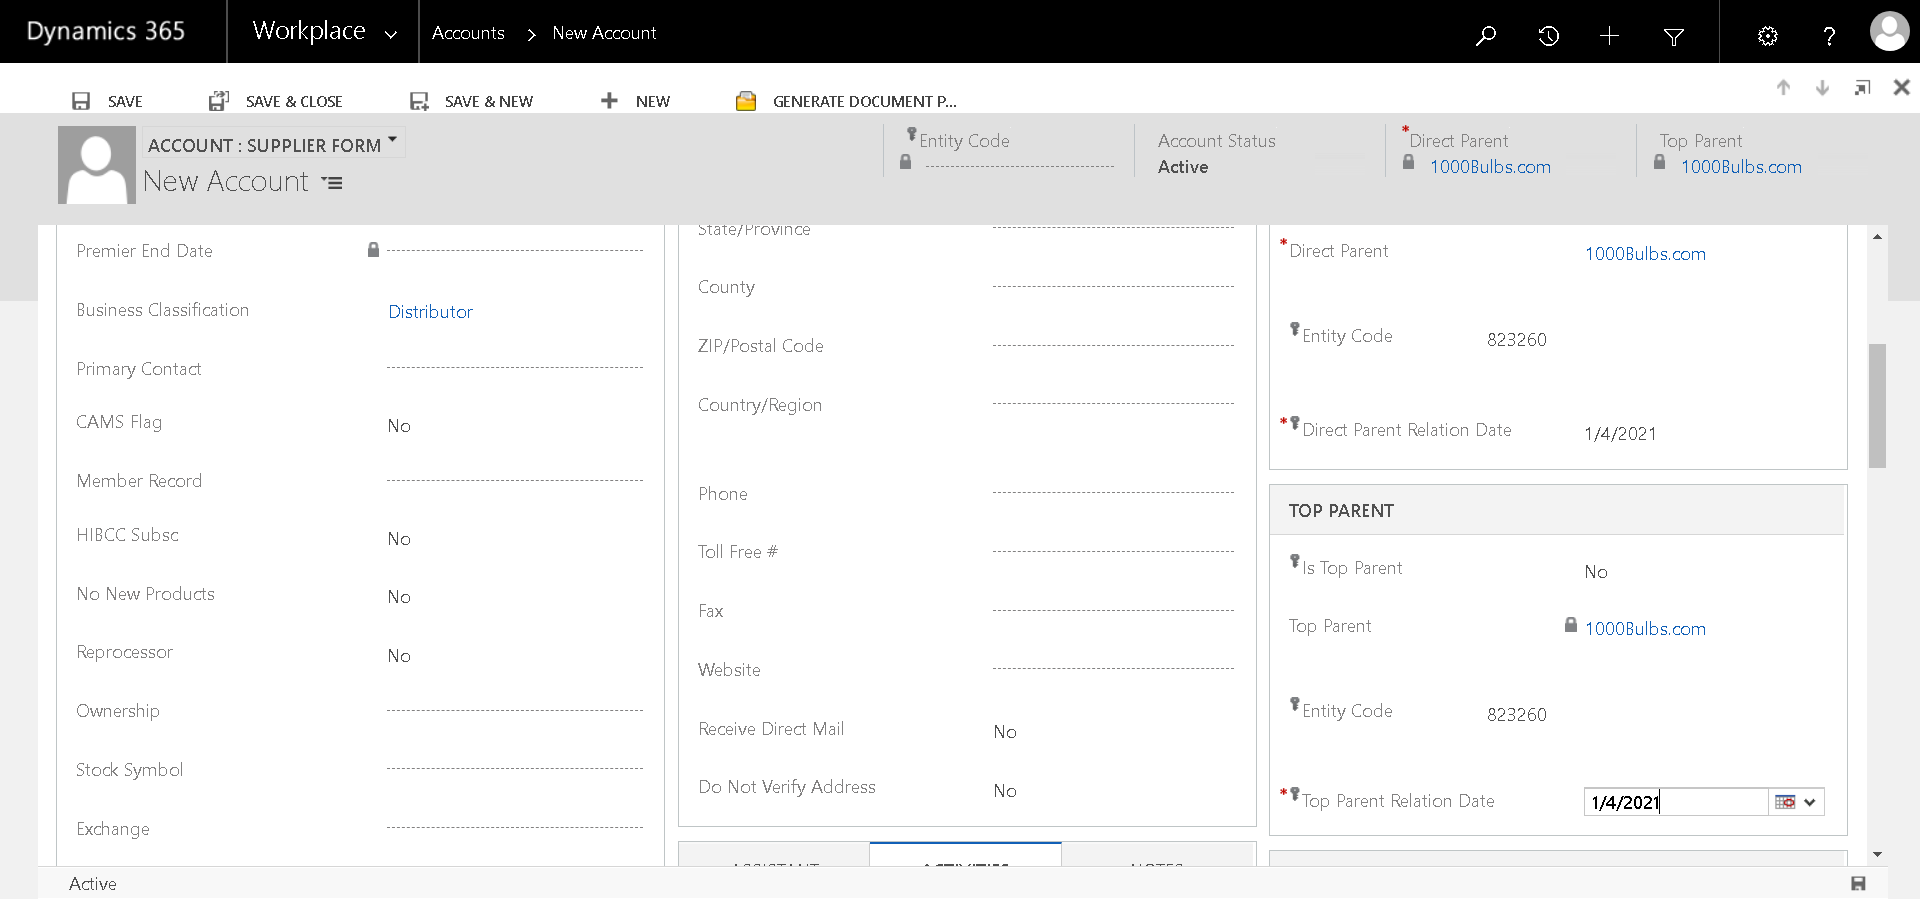 Dynamics 365
Workplace
Accounts > New Account
?
SAVE
SAVE & CLOSE
SAVE & NEW
NEW
GENERATE DOCUMENT P...
ACCOUNT : SUPPLIER FORM
New Account
Entity Code
Account Status
Active
*Direct Parent
1000Bulbs.com
Top Parent
1000Bulbs.com
Premier End Date
Business Classification
Distributor
Primary Contact
CAMS Flag
No
Member Record
HIBCC Subsc
No
No New Products
No
Reprocessor
No
Ownership
Stock Symbol
Exchange
State/Province
County
ZIP/Postal Code
Country/Region
Phone
Toll Free #
Fax
Website
Receive Direct Mail
No
Do Not Verify Address
No
ASSISTANT
ACTIVITIES
NOTES
*Direct Parent
1000Bulbs.com
Entity Code
823260
*Direct Parent Relation Date
1/4/2021
TOP PARENT
Is Top Parent
No
Top Parent
1000Bulbs.com
Entity Code
823260
*Top Parent Relation Date
1/4/2021
Active